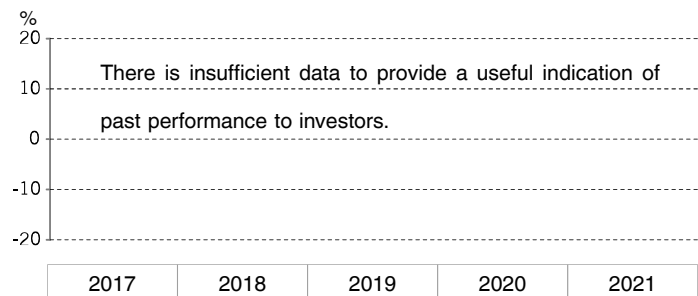 %
20
There is insufficient data to provide a useful indication of
10
past performance to investors.
0
-10
-20
2017 2018 2019 2020 2021